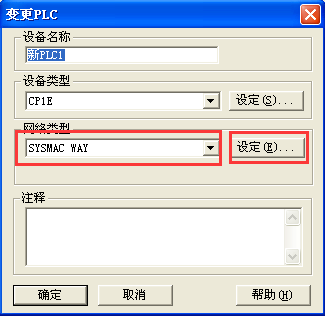 变更PLC
设备名称
新PLC1
设备类型
CP1E 设定(S)...
网络类型
SYSMAC WAY 设定(E)...
注释
确定 取消 帮助(H)